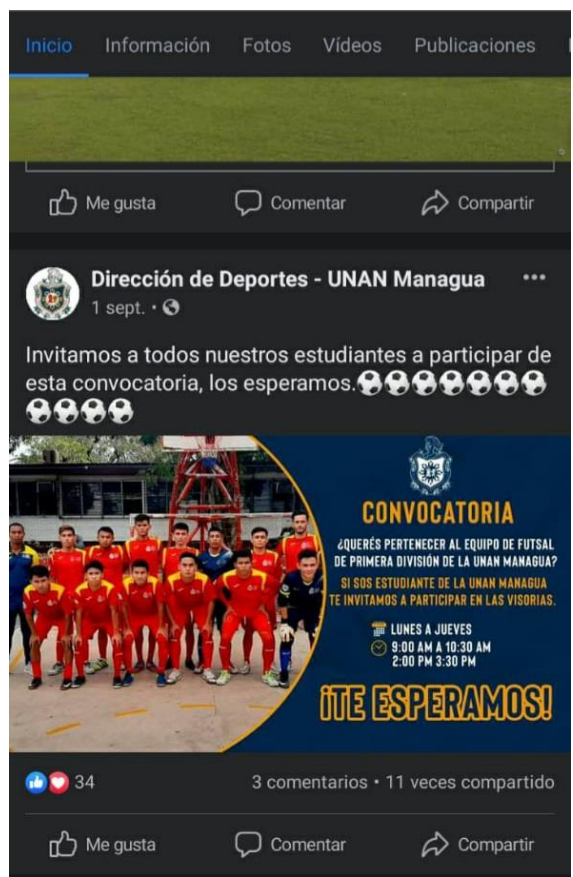 Inicio Información Fotos Vídeos Publicaciones
Me gusta Comentar Compartir
Dirección de Deportes - UNAN Managua
1 sept.
Invitamos a todos nuestros estudiantes a participar de
esta convocatoria, los esperamos.⚽⚽⚽⚽⚽⚽⚽
⚽⚽⚽⚽
CONVOCATORIA
¿QUERÉS PERTENECER AL EQUIPO DE FUTSAL
DE PRIMERA DIVISIÓN DE LA UNAN MANAGUA?
SI SOS ESTUDIANTE DE LA UNAN MANAGUA
TE INVITAMOS A PARTICIPAR EN LAS VISORIAS.
LUNES A JUEVES
9:00 AM A 10:30 AM
2:00 PM 3:30 PM
¡TE ESPERAMOS!
34 3 comentarios • 11 veces compartido
Me gusta Comentar Compartir